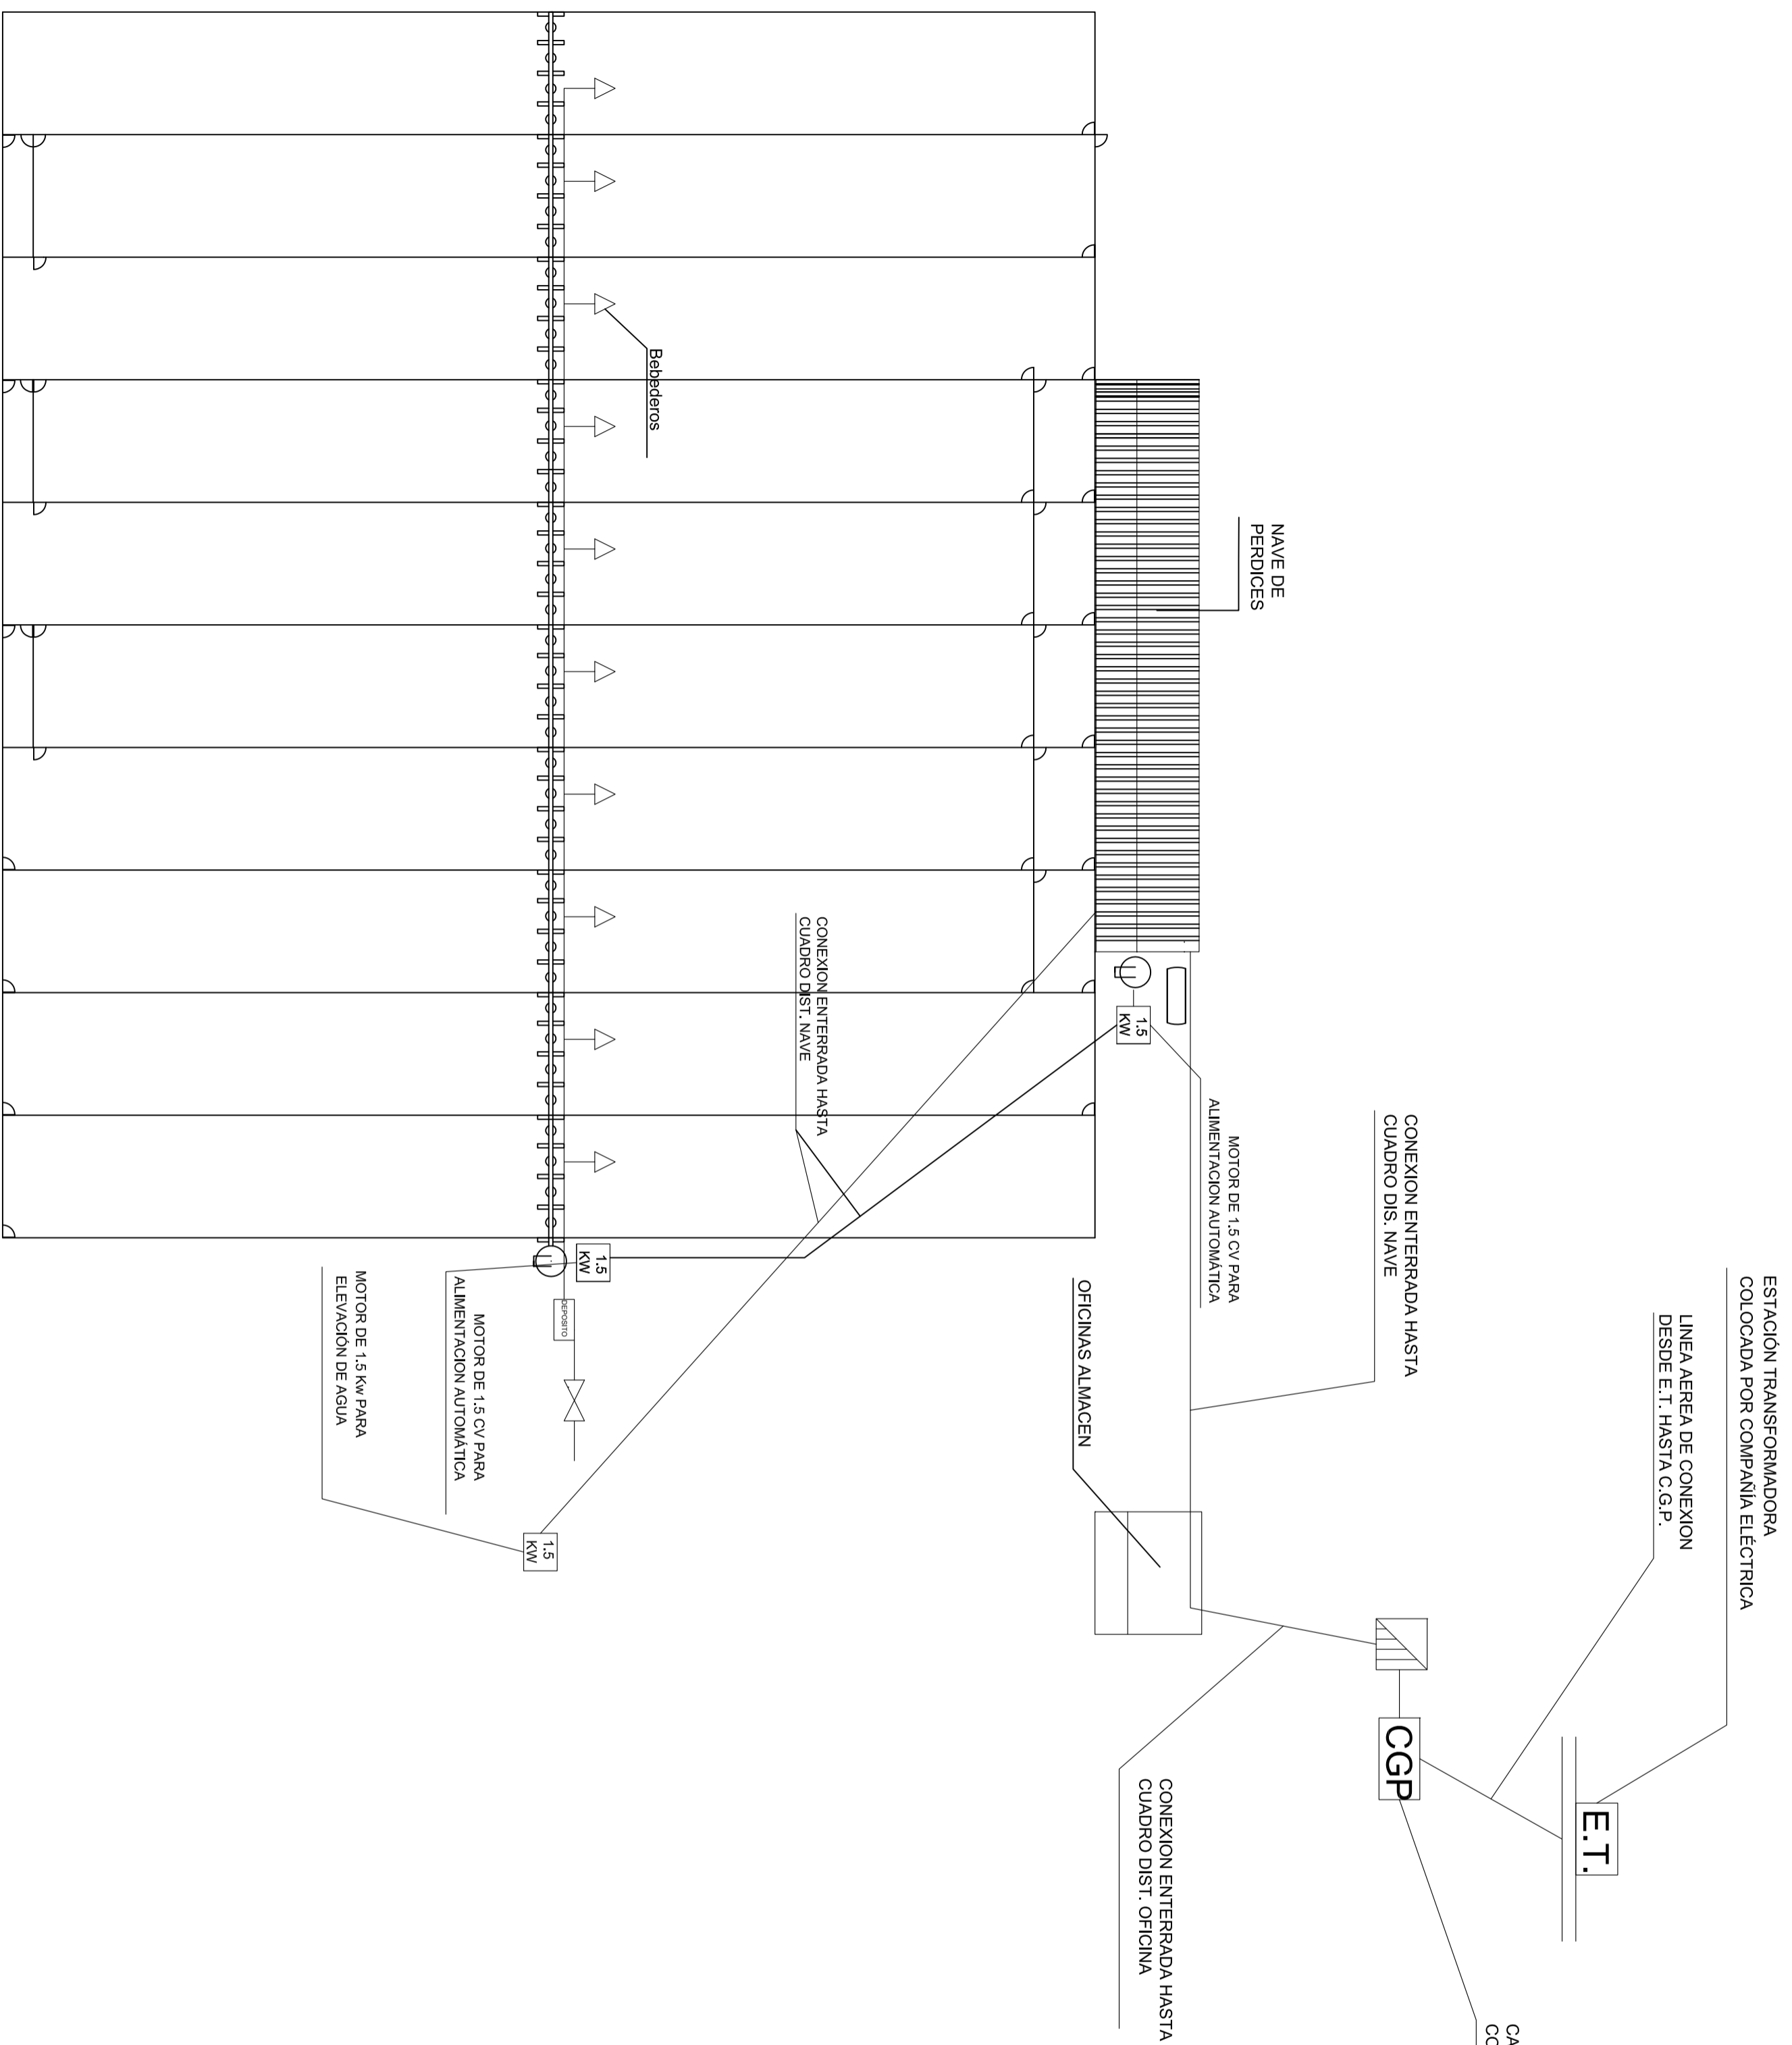 ESTACIÓN TRANSFORMADORA
COLOCADA POR COMPAÑÍA ELÉCTRICA
LINEA AEREA DE CONEXION
DESDE E.T. HASTA C.G.P.
E.T.
CGP
CONEXION ENTERRADA HASTA
CUADRO DIS. NAVE
NAVE DE
PERDICES
MOTOR DE 1.5 CV PARA
ALIMENTACION AUTOMÁTICA
1.5
KW
CONEXION ENTERRADA HASTA
CUADRO DIST. OFICINA
OFICINAS ALMACEN
CONEXION ENTERRADA HASTA
CUADRO DIST. NAVE
Bebederos
1.5
KW
DEPOSITO
1.5
KW
MOTOR DE 1.5 CV PARA
ALIMENTACION AUTOMÁTICA
MOTOR DE 1.5 Kw PARA
ELEVACIÓN DE AGUA